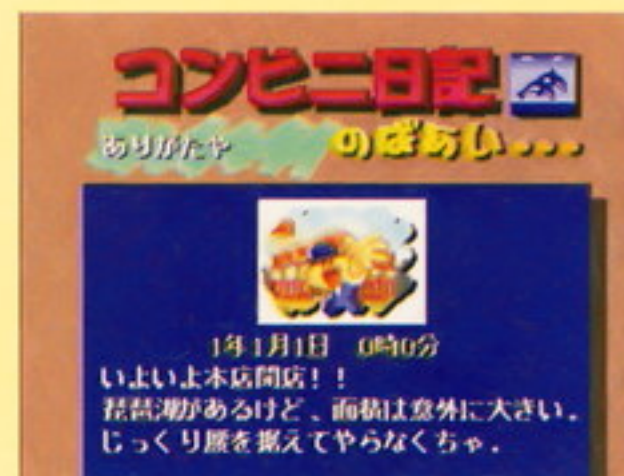 コンビニ日記
ありがたや のばあい・・・
1年1月1日 0時0分
いよいよ本店開店！！
琵琶湖があるけど、面積は意外に大きい。
じっくり腰を据えてやらなくちゃ．